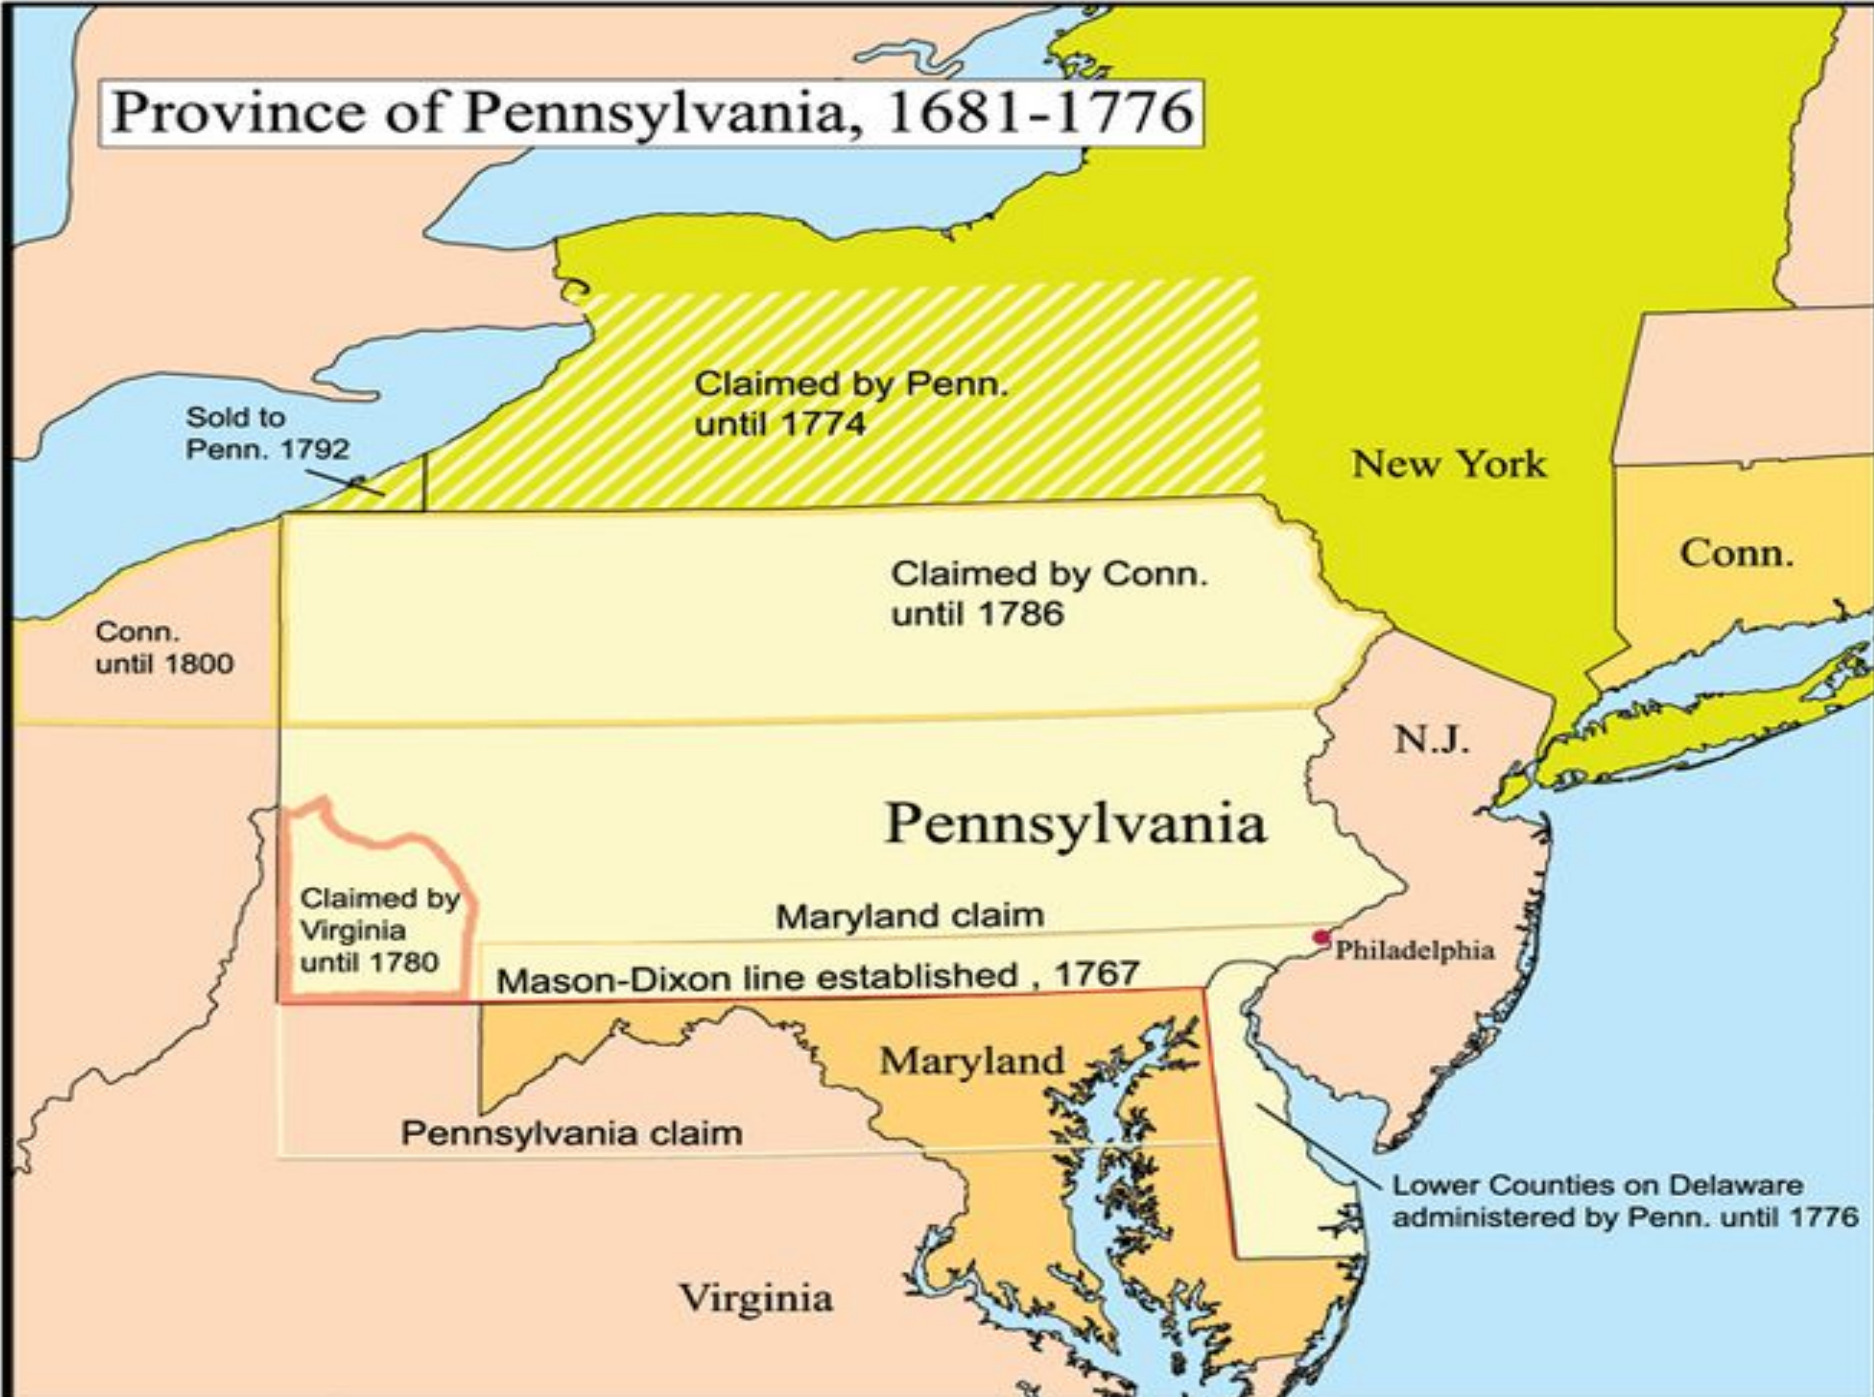 Province of Pennsylvania, 1681-1776
Claimed by Penn.
until 1774
Sold to
Penn. 1792
New York
Conn.
Claimed by Conn.
until 1786
Conn.
until 1800
N.J.
Pennsylvania
Claimed by
Virginia
until 1780
Maryland claim
Philadelphia
Mason-Dixon line established , 1767
Maryland
Pennsylvania claim
Lower Counties on Delaware
administered by Penn. until 1776
Virginia